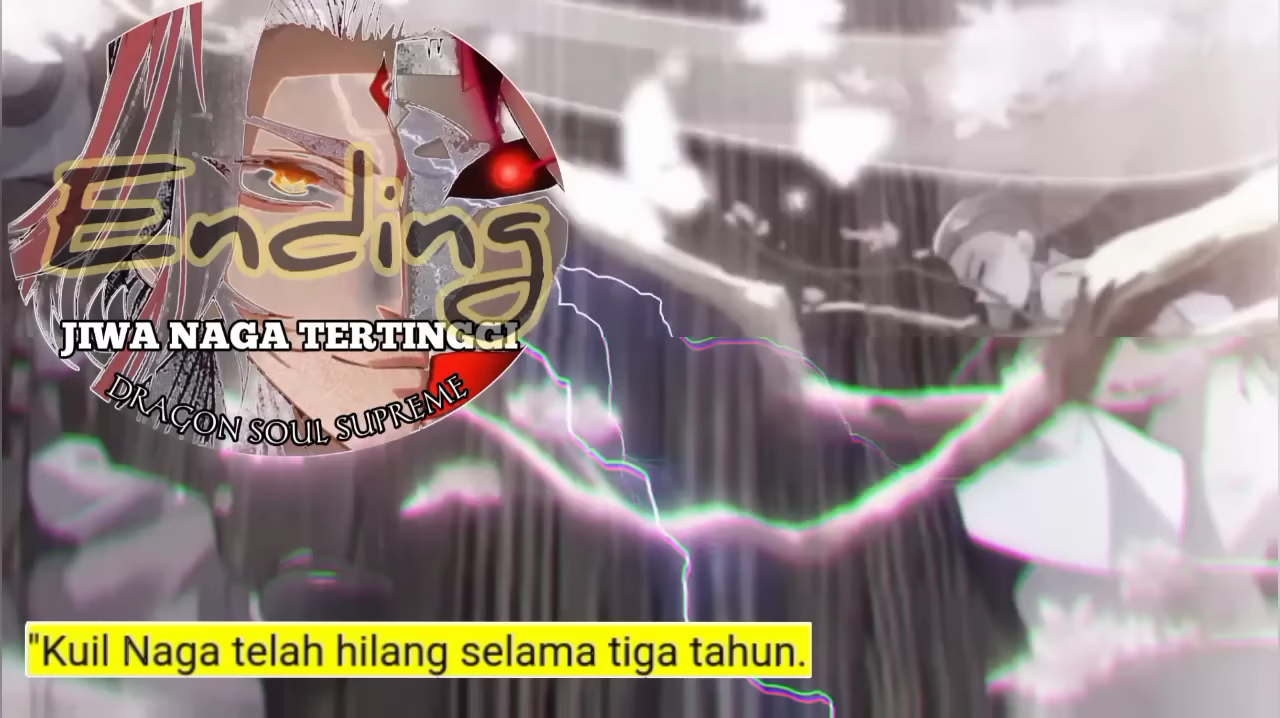 Ending
JIWA NAGA TERTINGGI
DRAGON SOUL SUPREME
"Kuil Naga telah hilang selama tiga tahun.